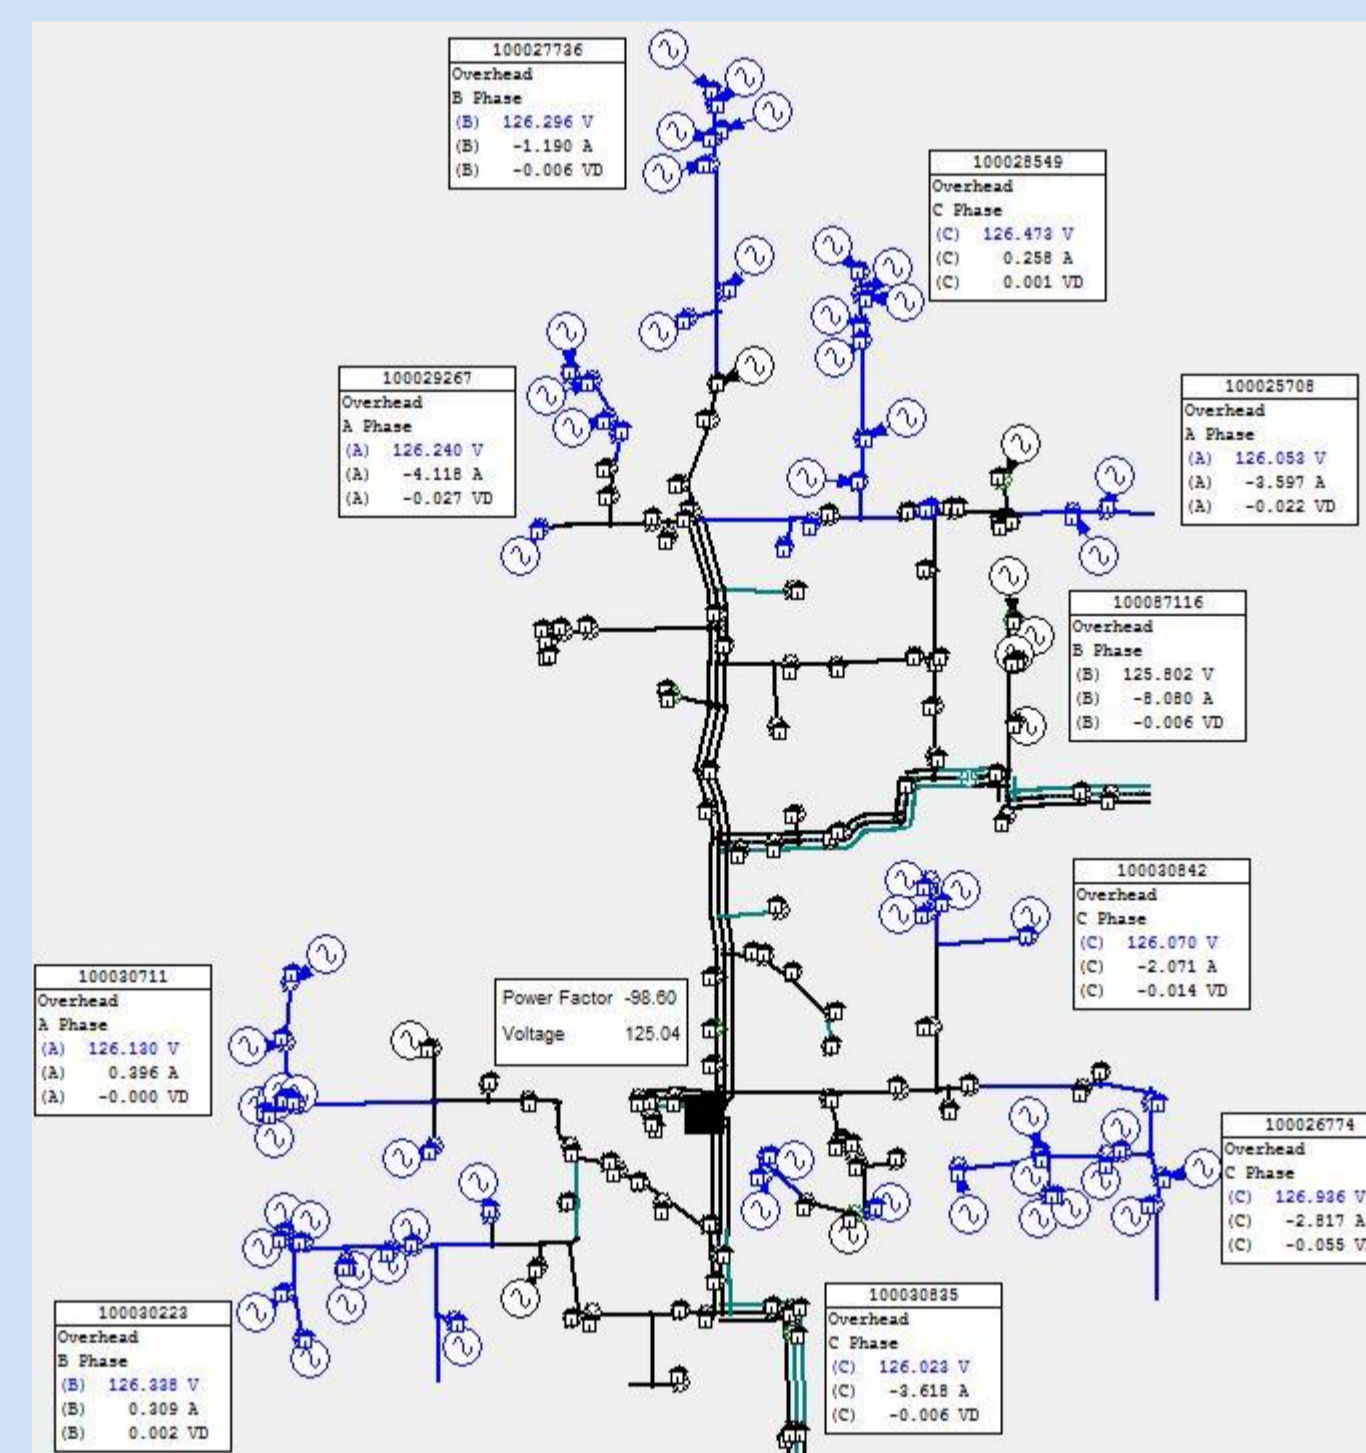 100027736
Overhead
B Phase
(B) 126.296 V
(B) -1.190 A
(B) -0.006 VD
100028549
Overhead
C Phase
(C) 126.473 V
(C) 0.258 A
(C) 0.001 VD
100029267
Overhead
A Phase
(A) 126.240 V
(A) -4.118 A
(A) -0.027 VD
100025708
Overhead
A Phase
(A) 126.053 V
(A) -3.597 A
(A) -0.022 VD
100087116
Overhead
B Phase
(B) 125.802 V
(B) -8.080 A
(B) -0.006 VD
100030842
Overhead
C Phase
(C) 126.070 V
(C) -2.071 A
(C) -0.014 VD
100030711
Overhead
A Phase
(A) 126.130 V
(A) 0.396 A
(A) -0.000 VD
Power Factor -98.60
Voltage 125.04
100026774
Overhead
C Phase
(C) 126.936 V
(C) -2.817 A
(C) -0.055 V
100030223
Overhead
B Phase
(B) 126.338 V
(B) 0.309 A
(B) 0.002 VD
100030835
Overhead
C Phase
(C) 126.023 V
(C) -3.618 A
(C) -0.006 VD